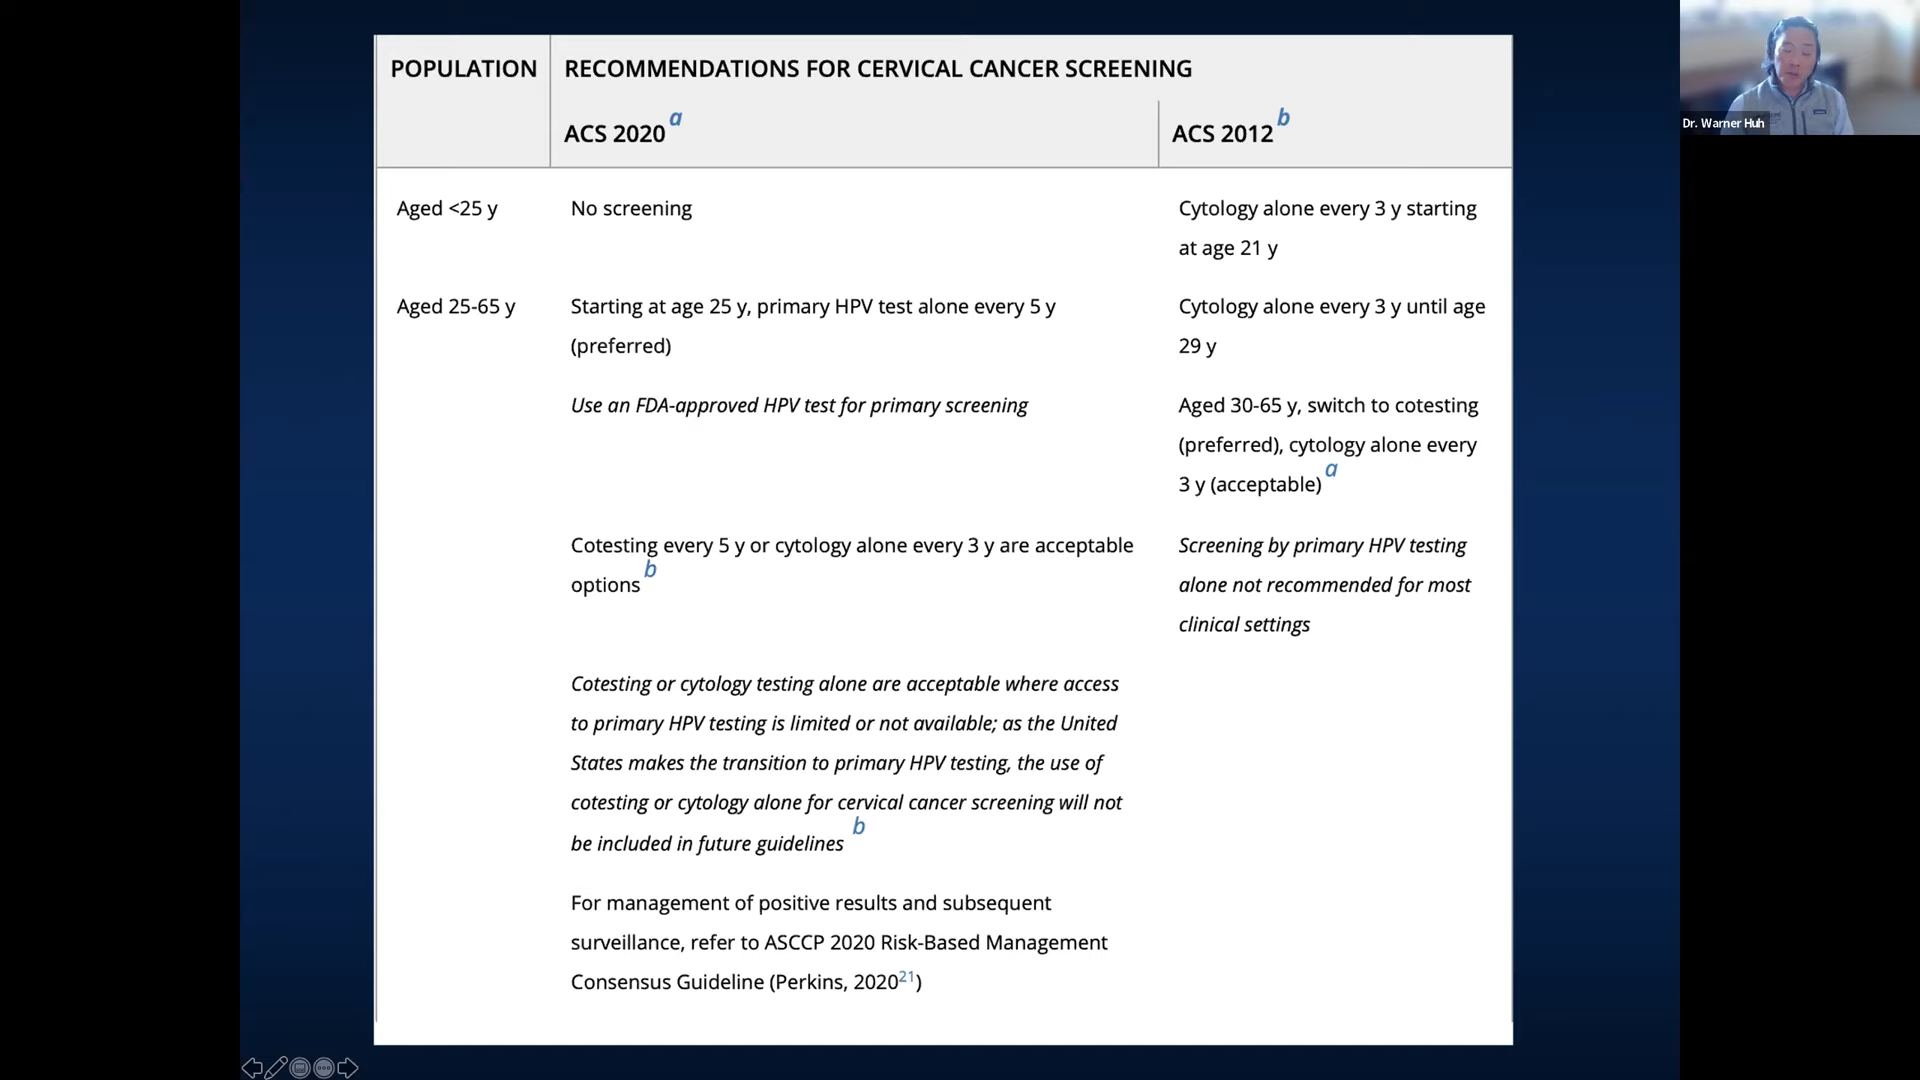 POPULATION
RECOMMENDATIONS FOR CERVICAL CANCER SCREENING
ACS 2020 a
ACS 2012 b
Aged <25 y
No screening
Cytology alone every 3 y starting
at age 21 y
Aged 25-65 y
Starting at age 25 y, primary HPV test alone every 5 y
(preferred)
Use an FDA-approved HPV test for primary screening
Cotesting every 5 y or cytology alone every 3 y are acceptable
options b
Cotesting or cytology testing alone are acceptable where access
to primary HPV testing is limited or not available; as the United
States makes the transition to primary HPV testing, the use of
cotesting or cytology alone for cervical cancer screening will not
be included in future guidelines b
For management of positive results and subsequent
surveillance, refer to ASCCP 2020 Risk-Based Management
Consensus Guideline (Perkins, 2020 21)
Cytology alone every 3 y until age
29 y
Aged 30-65 y, switch to cotesting
(preferred), cytology alone every
3 y (acceptable) a
Screening by primary HPV testing
alone not recommended for most
clinical settings
Dr. Warner Huh